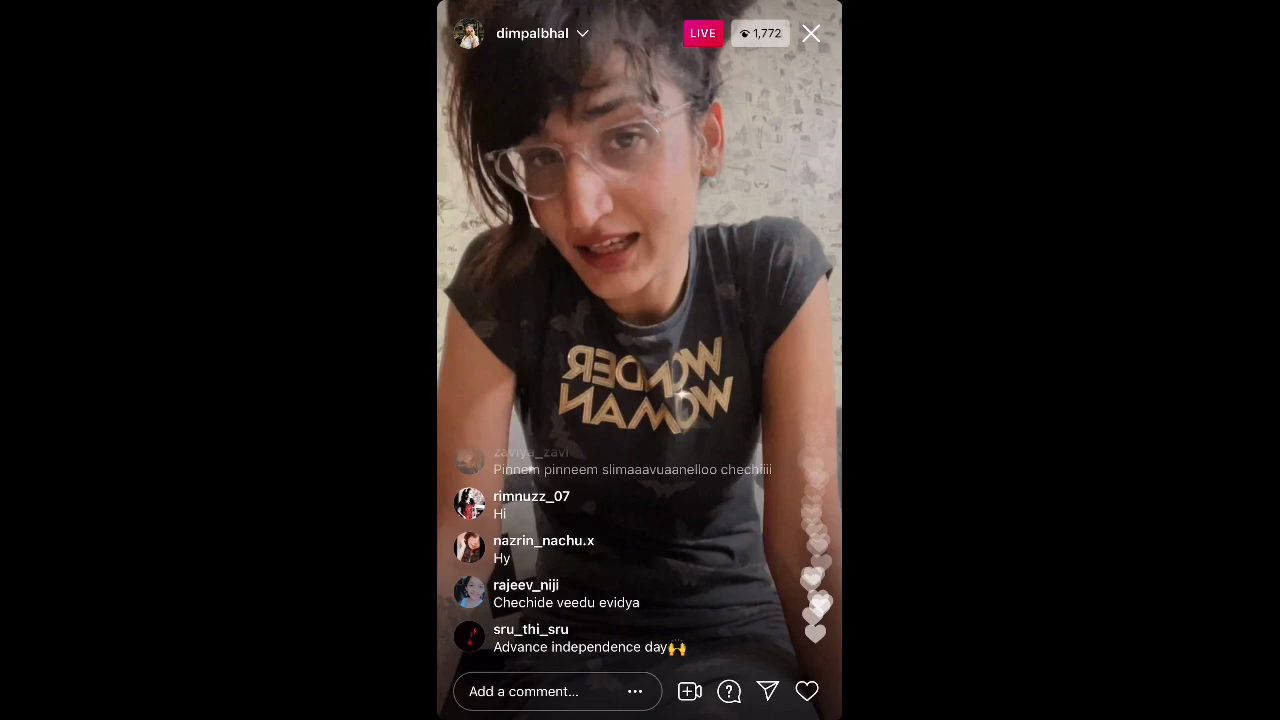 dimpalbhal
LIVE
1,772
WONDER
WOMAN
zaviya_zavi
Pinnem pinneem slimaaavuaanelloo chechiiii
rimnuzz_07
Hi
nazrin_nachu.x
Hy
rajeev_niji
Chechide veedu evidya
sru_thi_sru
Advance independence day🙌
Add a comment...